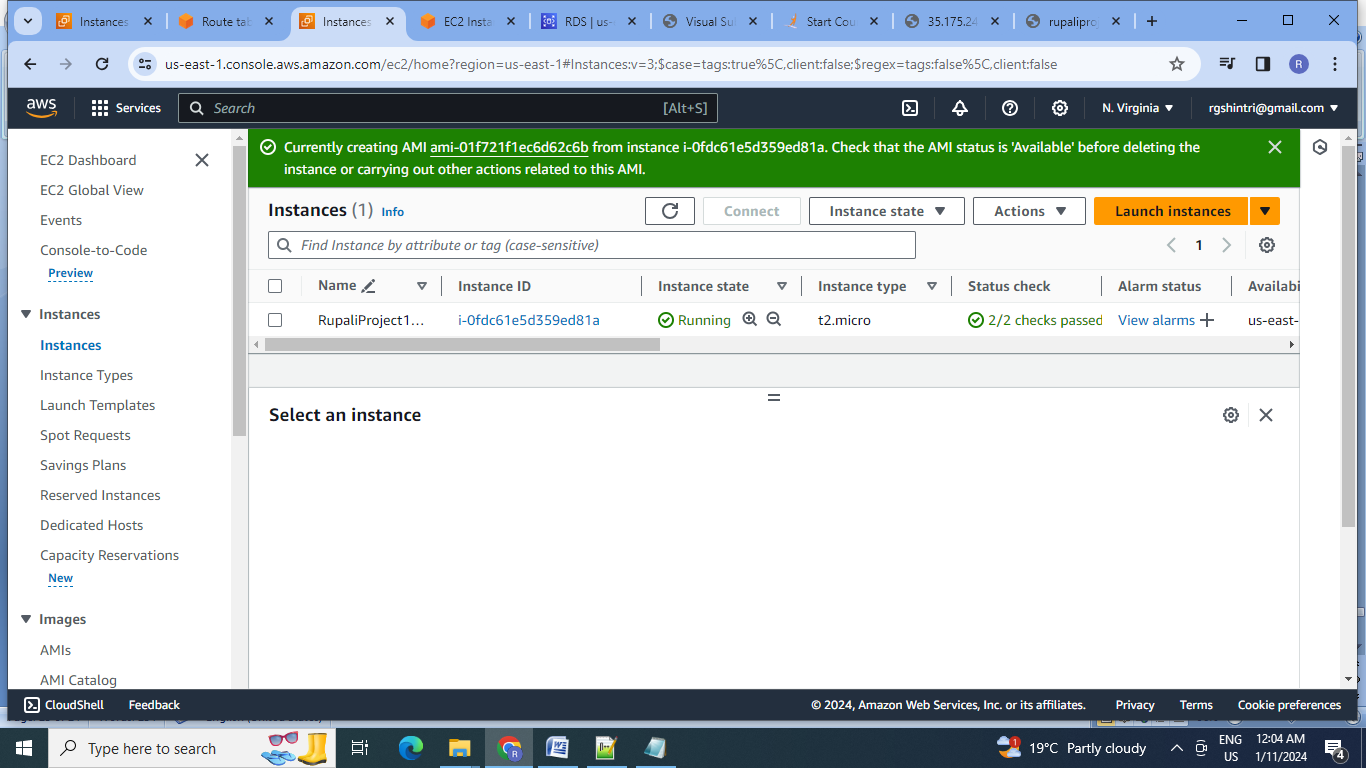 Instances
Route tab
Instances
EC2 Insta
RDS | us-
Visual Sub
Start Cou
35.175.24
rupaliproj
us-east-1.console.aws.amazon.com/ec2/home?region=us-east-1#Instances:v=3;$case=tags:true%5C,client:false;$regex=tags:false%5C,client:false
R
aws
Services
Search
[Alt+S]
N. Virginia
rgshintri@gmail.com
EC2 Dashboard
EC2 Global View
Events
Console-to-Code
Preview
Instances
Instances
Instance Types
Launch Templates
Spot Requests
Savings Plans
Reserved Instances
Dedicated Hosts
Capacity Reservations
New
Images
AMIs
AMI Catalog
Currently creating AMI ami-01f721f1ec6d62c6b from instance i-0fdc61e5d359ed81a. Check that the AMI status is 'Available' before deleting the
instance or carrying out other actions related to this AMI.
Instances (1) Info
Connect
Instance state
Actions
Launch instances
Find Instance by attribute or tag (case-sensitive)
1
Name Instance ID Instance state Instance type Status check Alarm status Availabi
RupaliProject1... i-0fdc61e5d359ed81a Running t2.micro 2/2 checks passed View alarms us-east-
Select an instance
CloudShell Feedback © 2024, Amazon Web Services, Inc. or its affiliates. Privacy Terms Cookie preferences
Type here to search
R
1
19°C Partly cloudy
ENG
US
12:04 AM
1/11/2024
4